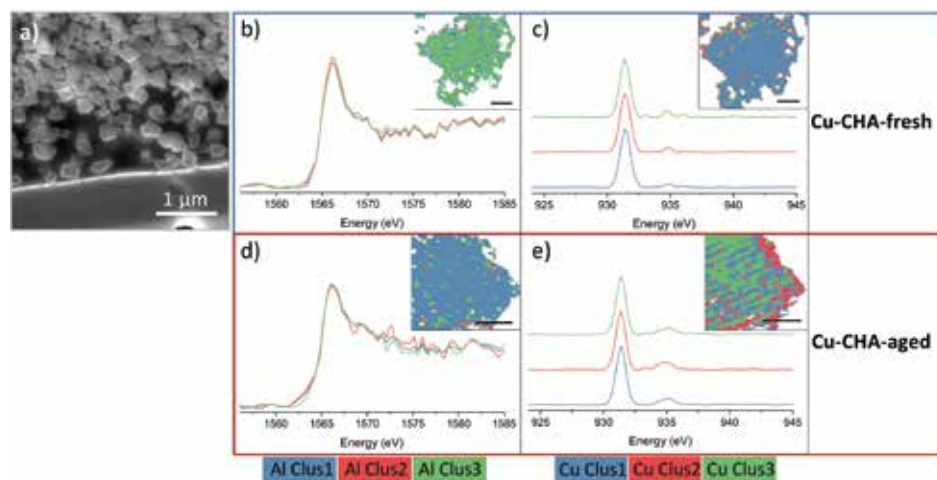 a)
1 μm
b)
1560 1565 1570 1575 1580 1585
Energy (eV)
c)
925 930 935 940 945
Energy (eV)
Cu-CHA-fresh
d)
1560 1565 1570 1575 1580 1585
Energy (eV)
e)
925 930 935 940 945
Energy (eV)
Cu-CHA-aged
Al Clus1 Al Clus2 Al Clus3
Cu Clus1 Cu Clus2 Cu Clus3